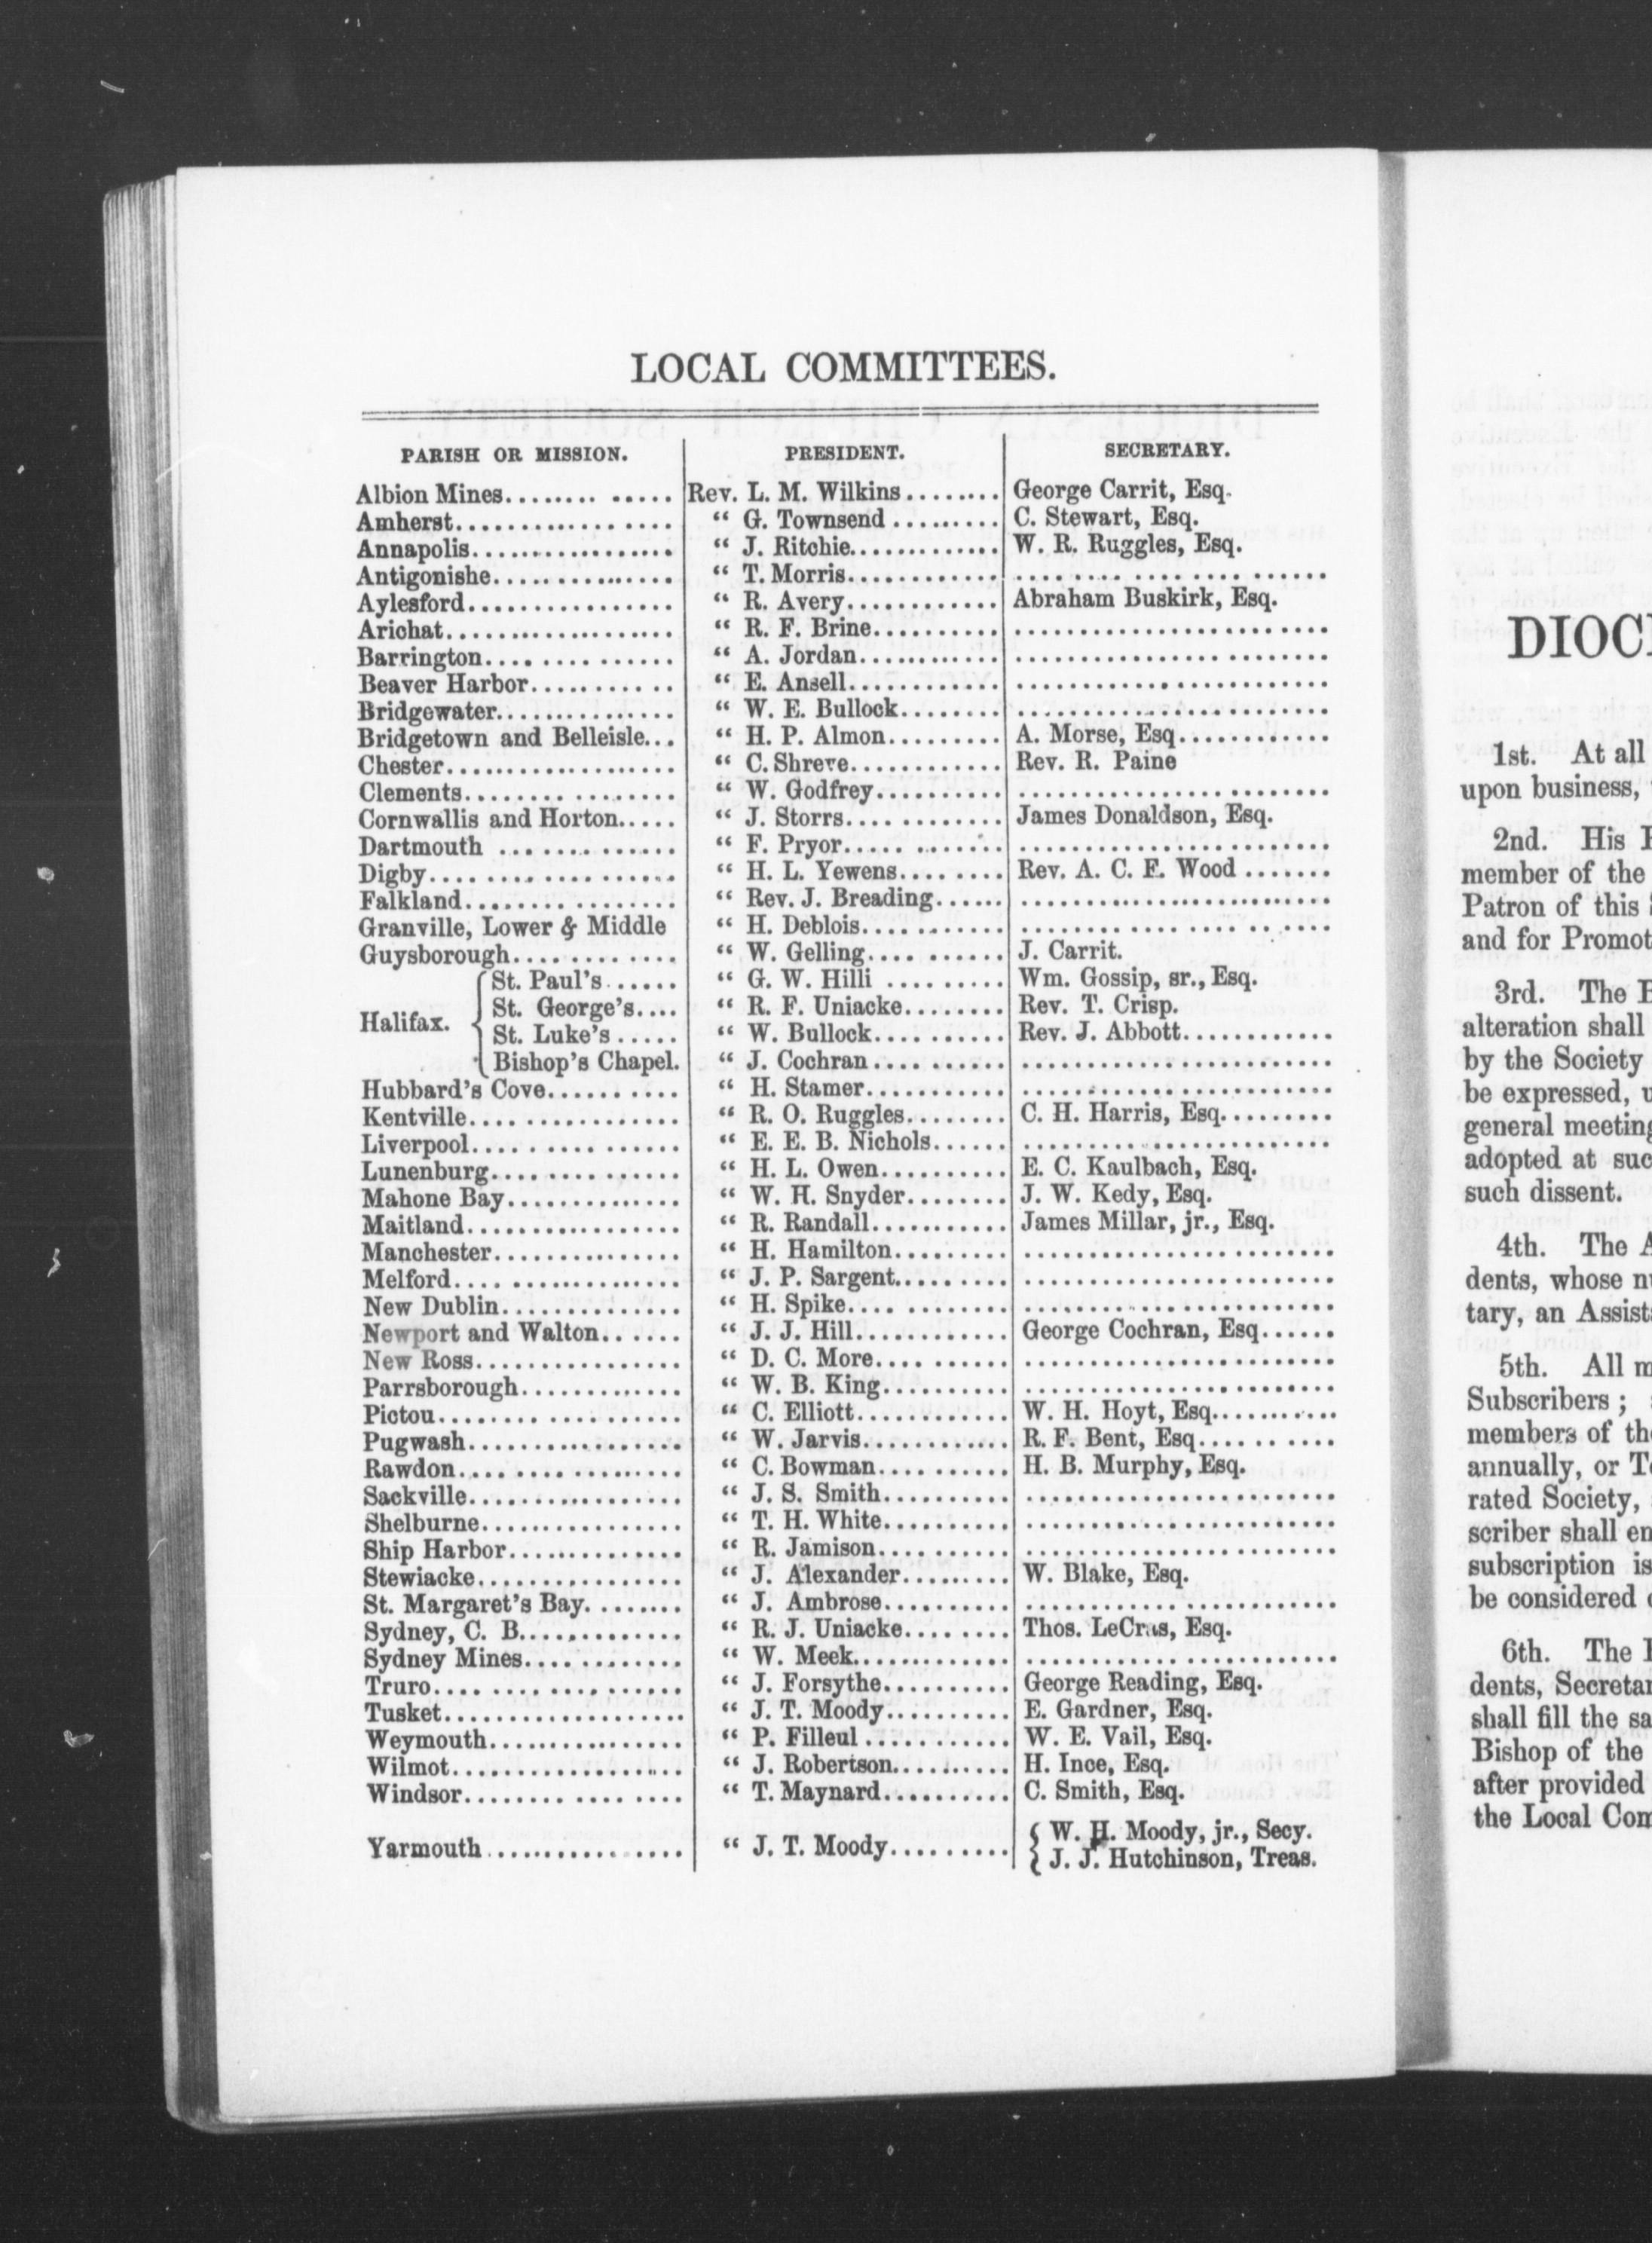 LOCAL COMMITTEES.
PARISH OR MISSION. PRESIDENT. SECRETARY.
Albion Mines............. Rev. L. M. Wilkins........ George Carrit, Esq.
Amherst................. “ G. Townsend ......... C. Stewart, Esq.
Annapolis................. “ J. Ritchie............. W. R. Ruggles, Esq.
Antigonishe............... “ T. Morris............ ........................
Aylesford................ “ R. Avery............ Abraham Buskirk, Esq.
Arichat................... “ R. F. Brine.......... ........................
Barrington............... “ A. Jordan............ ........................
Beaver Harbor........... “ E. Ansell............ ........................
Bridgewater.............. “ W. E. Bullock........ ........................
Bridgetown and Belleisle... “ H. P. Almon......... A. Morse, Esq............
Chester.................. “ C. Shreve............ Rev. R. Paine
Clements................. “ W. Godfrey.......... ........................
Cornwallis and Horton..... “ J. Storrs............ James Donaldson, Esq.
Dartmouth ............. “ F. Pryor............ ........................
Digby................... “ H. L. Yewens........ Rev. A. C. F. Wood .......
Falkland................ “ Rev. J. Breading...... ........................
Granville, Lower & Middle “ H. Deblois........... ........................
Guysborough............ “ W. Gelling.......... J. Carrit.
Halifax. { St. Paul's ...... “ G. W. Hilli ......... Wm. Gossip, sr., Esq.
St. George's.... “ R. F. Uniacke........ Rev. T. Crisp.
St. Luke's ..... “ W. Bullock.......... Rev. J. Abbott............
Bishop's Chapel. “ J. Cochran.......... ........................
Hubbard's Cove.......... “ H. Stamer........... ........................
Kentville................ “ R. O. Ruggles........ C. H. Harris, Esq.........
Liverpool................ “ E. E. B. Nichols...... ........................
Lunenburg.............. “ H. L. Owen.......... E. C. Kaulbach, Esq.
Mahone Bay............. “ W. H. Snyder........ J. W. Kedy, Esq.
Maitland................ “ R. Randall........... James Millar, jr., Esq.
Manchester.............. “ H. Hamilton......... ........................
Melford................. “ J. P. Sargent......... ........................
New Dublin.............. “ H. Spike............ ........................
Newport and Walton...... “ J. J. Hill............ George Cochran, Esq......
New Ross................ “ D. C. More.......... ........................
Parrsborough............ “ W. B. King.......... ........................
Pictou.................. “ C. Elliott............ W. H. Hoyt, Esq..........
Pugwash................ “ W. Jarvis............ R. F. Bent, Esq..........
Rawdon................. “ C. Bowman.......... H. B. Murphy, Esq.
Sackville................ “ J. S. Smith.......... ........................
Shelburne............... “ T. H. White.......... ........................
Ship Harbor............. “ R. Jamison.......... ........................
Stewiacke................ “ J. Alexander......... W. Blake, Esq.
St. Margaret's Bay........ “ J. Ambrose.......... ........................
Sydney, C. B............. “ R. J. Uniacke........ Thos. LeCras, Esq.
Sydney Mines............ “ W. Meek............ ........................
Truro................... “ J. Forsythe.......... George Reading, Esq.
Tusket................... “ J. T. Moody.......... E. Gardner, Esq.
Weymouth............... “ P. Filleul ........... W. E. Vail, Esq.
Wilmot.................. “ J. Robertson.......... H. Ince, Esq.
Windsor................ “ T. Maynard.......... C. Smith, Esq.
Yarmouth ............... “ J. T. Moody......... { W. H. Moody, jr., Secy.
J. J. Hutchinson, Treas.
DIOC
1st. At all
upon business,
2nd. His
member of the
Patron of this
and for Promot
3rd. The
alteration shall
by the Society
be expressed,
general meeting
adopted at suc
such dissent.
4th. The
dents, whose
tary, an Assist
5th. All
Subscribers ;
members of th
annually, or
rated Society,
scriber shall en
subscription is
be considered
6th. The
dents, Secretar
shall fill the sa
Bishop of the
after provided
the Local Com